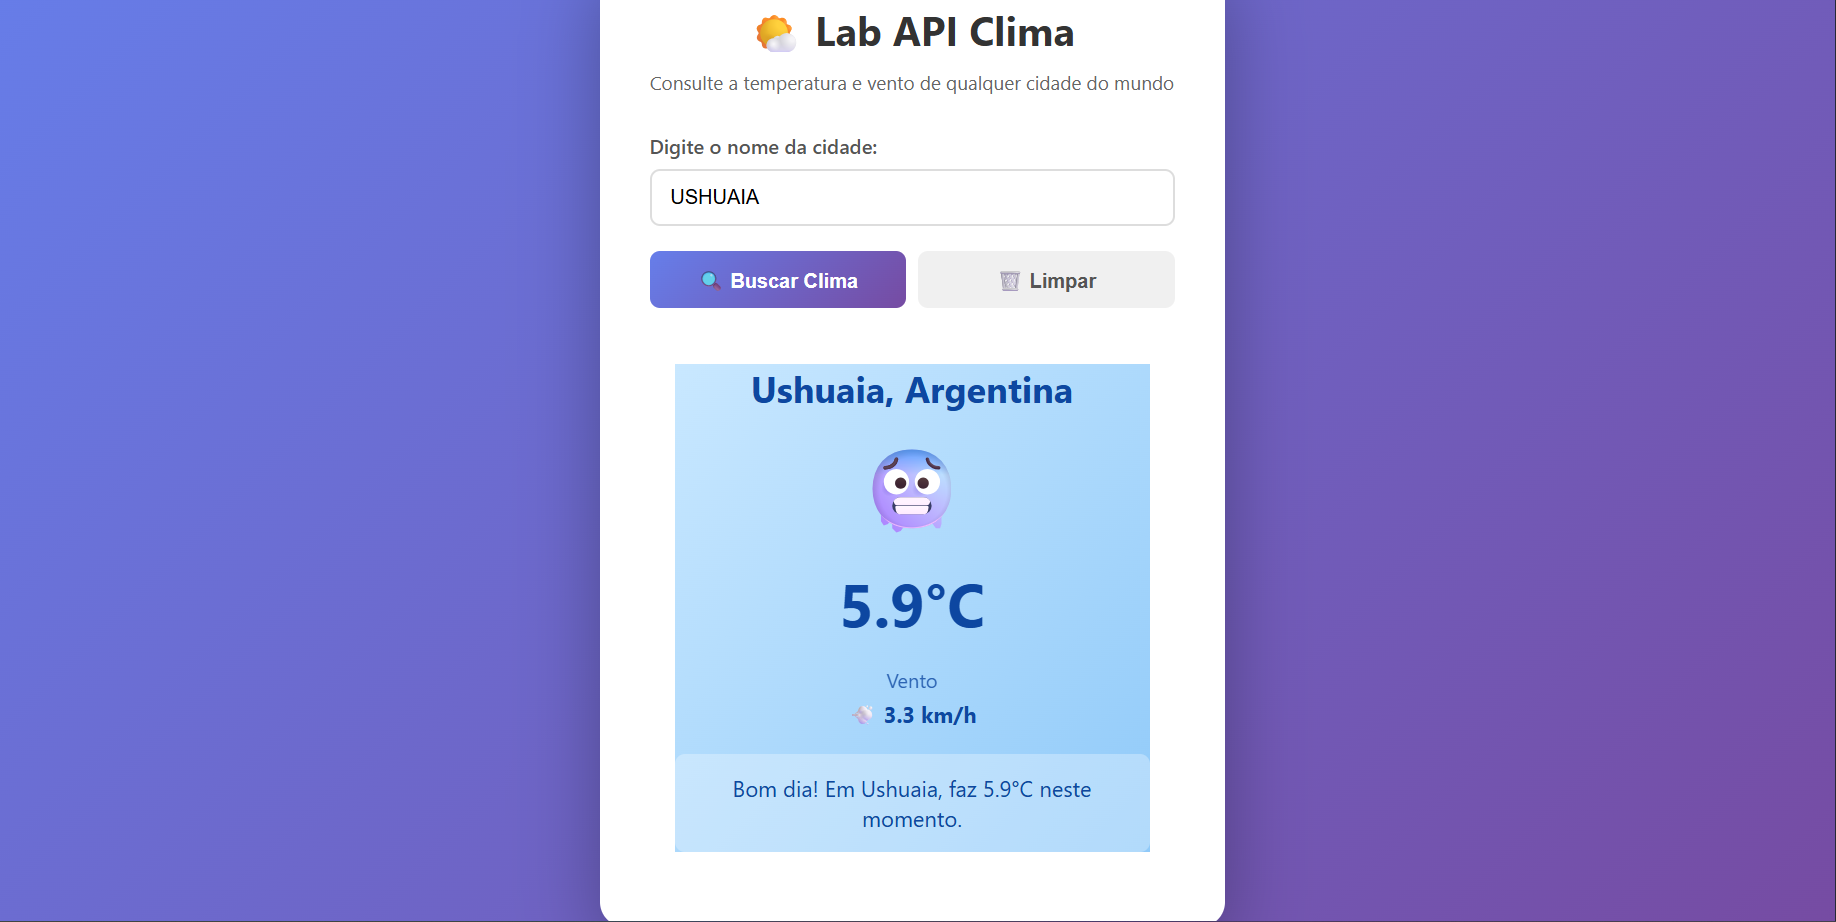 Lab API Clima
Consulte a temperatura e vento de qualquer cidade do mundo
Digite o nome da cidade:
USHUAIA
Buscar Clima
Limpar
Ushuaia, Argentina
5.9°C
Vento
3.3 km/h
Bom dia! Em Ushuaia, faz 5.9°C neste
momento.